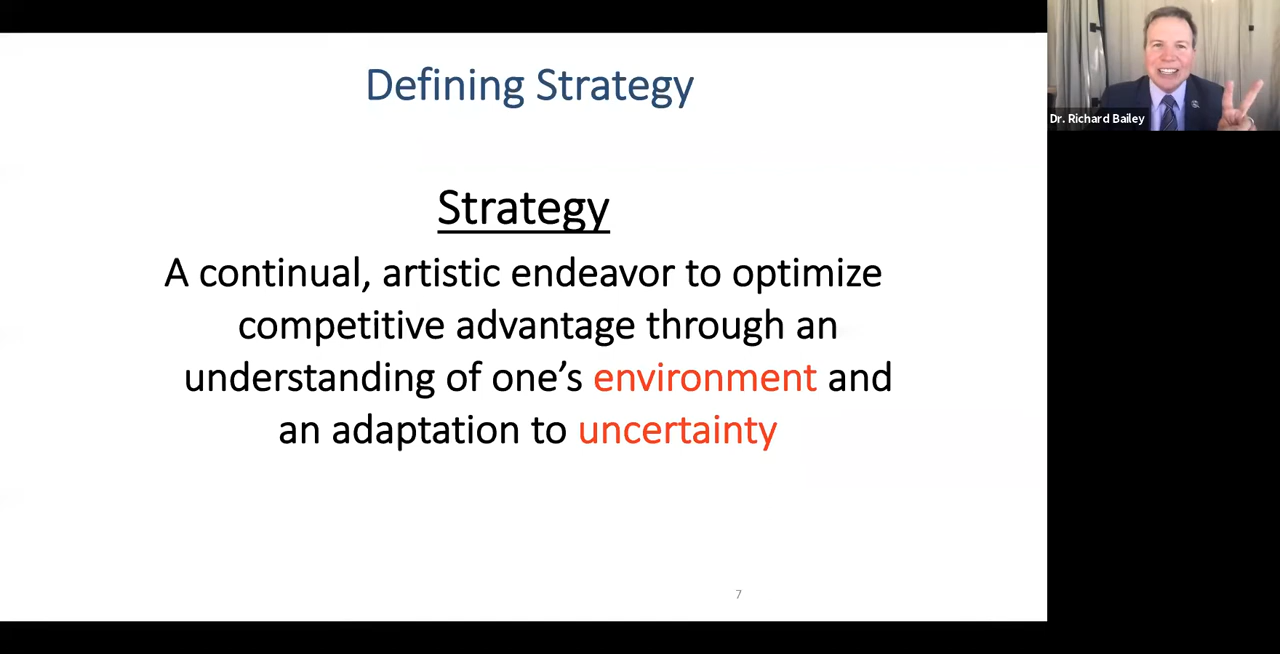 Defining Strategy
Dr. Richard Bailey
Strategy
A continual, artistic endeavor to optimize
competitive advantage through an
understanding of one’s environment and
an adaptation to uncertainty
7